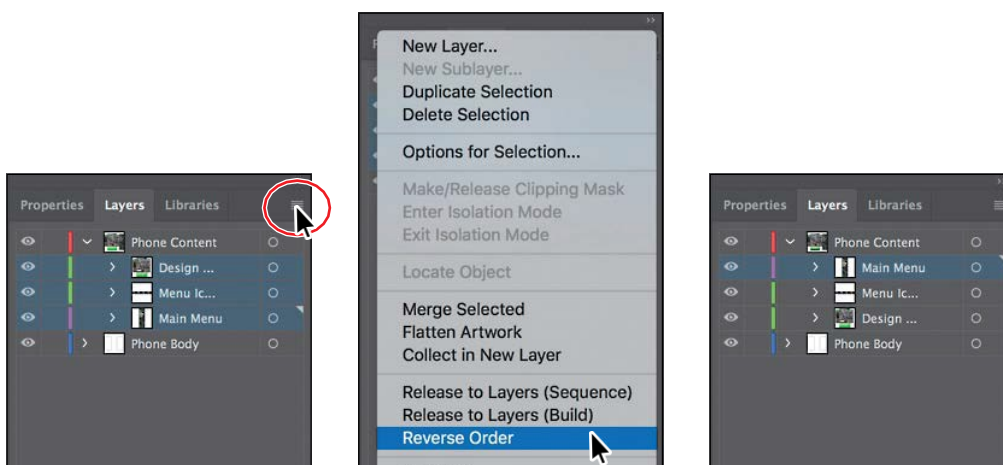 Properties Layers Libraries
Phone Content
Design ...
Menu Ic...
Main Menu
Phone Body
New Layer...
New Sublayer...
Duplicate Selection
Delete Selection
Options for Selection...
Make/Release Clipping Mask
Enter Isolation Mode
Exit Isolation Mode
Locate Object
Merge Selected
Flatten Artwork
Collect in New Layer
Release to Layers (Sequence)
Release to Layers (Build)
Reverse Order
Properties Layers Libraries
Phone Content
Main Menu
Menu Ic...
Design ...
Phone Body